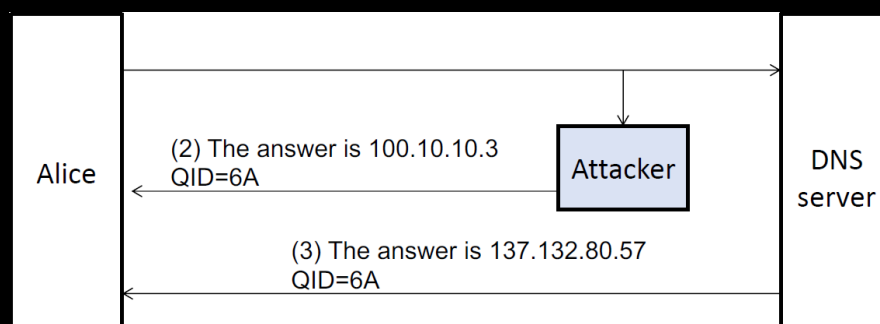 (2) The answer is 100.10.10.3
QID=6A
Attacker
Alice
DNS
server
(3) The answer is 137.132.80.57
QID=6A